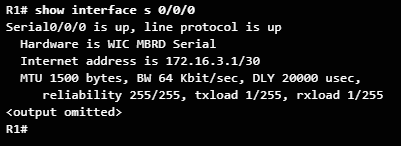 R1# show interface s 0/0/0
Serial0/0/0 is up, line protocol is up
Hardware is WIC MBRD Serial
Internet address is 172.16.3.1/30
MTU 1500 bytes, BW 64 Kbit/sec, DLY 20000 usec,
reliability 255/255, txload 1/255, rxload 1/255
<output omitted>
R1#